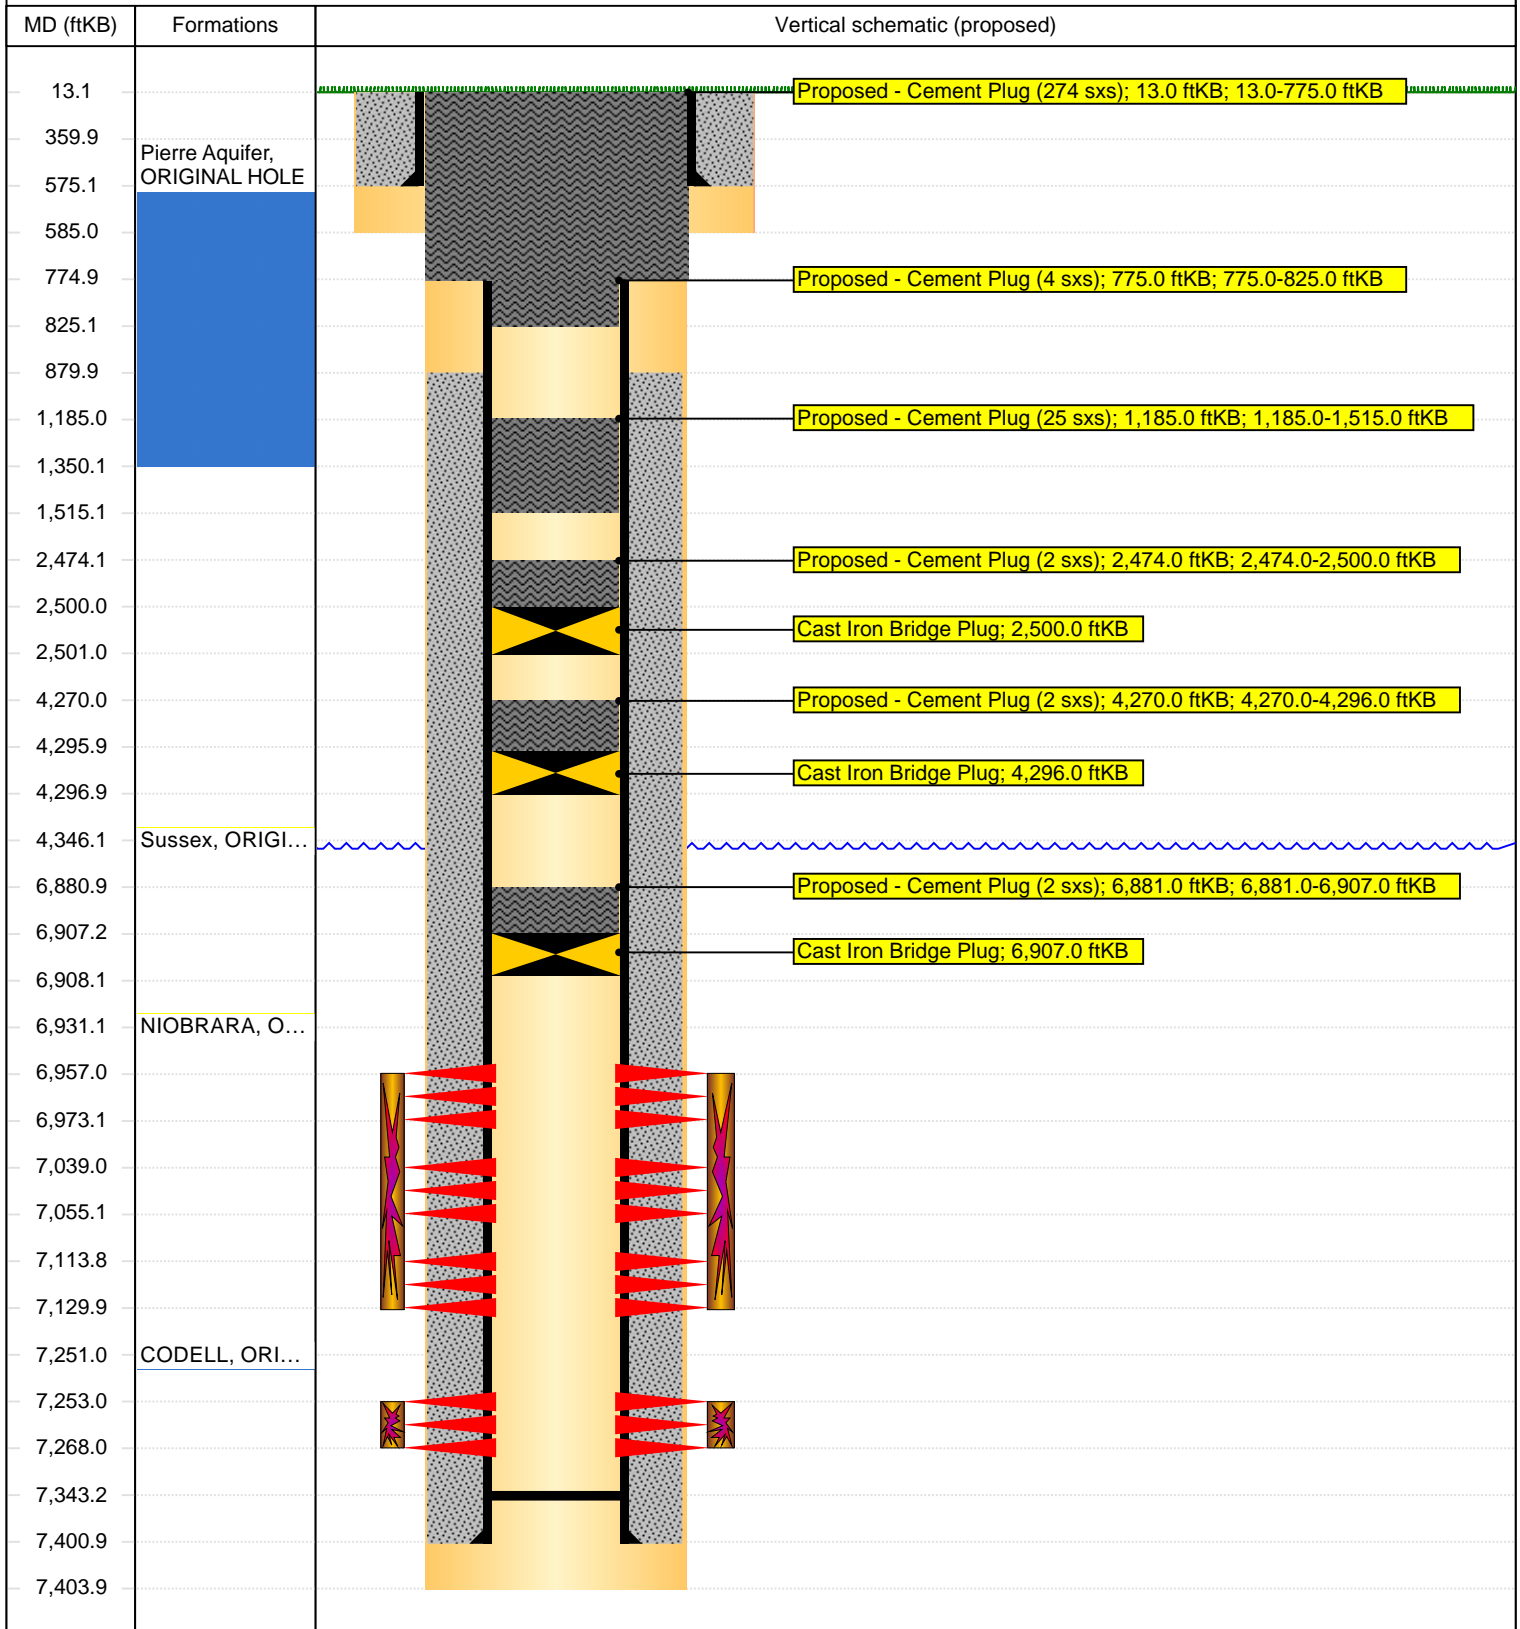 MD (ftKB) Formations Vertical schematic (proposed)
13.1 Proposed - Cement Plug (274 sxs); 13.0 ftKB; 13.0-775.0 ftKB
359.9
Pierre Aquifer,
ORIGINAL HOLE
575.1
585.0
774.9 Proposed - Cement Plug (4 sxs); 775.0 ftKB; 775.0-825.0 ftKB
825.1
879.9
1,185.0 Proposed - Cement Plug (25 sxs); 1,185.0 ftKB; 1,185.0-1,515.0 ftKB
1,350.1
1,515.1
2,474.1 Proposed - Cement Plug (2 sxs); 2,474.0 ftKB; 2,474.0-2,500.0 ftKB
2,500.0
Cast Iron Bridge Plug; 2,500.0 ftKB
2,501.0
4,270.0 Proposed - Cement Plug (2 sxs); 4,270.0 ftKB; 4,270.0-4,296.0 ftKB
4,295.9
Cast Iron Bridge Plug; 4,296.0 ftKB
4,296.9
4,346.1 Sussex, ORIGI...
6,880.9 Proposed - Cement Plug (2 sxs); 6,881.0 ftKB; 6,881.0-6,907.0 ftKB
6,907.2
Cast Iron Bridge Plug; 6,907.0 ftKB
6,908.1
6,931.1 NIOBRARA, O...
6,957.0
6,973.1
7,039.0
7,055.1
7,113.8
7,129.9
7,251.0 CODELL, ORI...
7,253.0
7,268.0
7,343.2
7,400.9
7,403.9